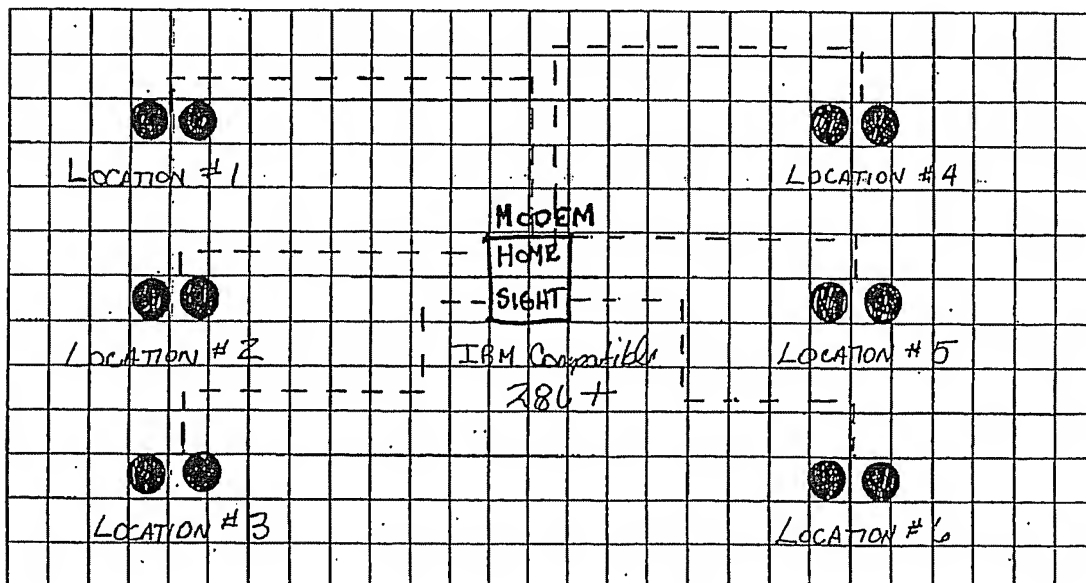 LOCATION #1
LOCATION #4
MODEM
HOME
SIGHT
LOCATION #2
IBM Compatible
286+
LOCATION #5
LOCATION #3
LOCATION #6